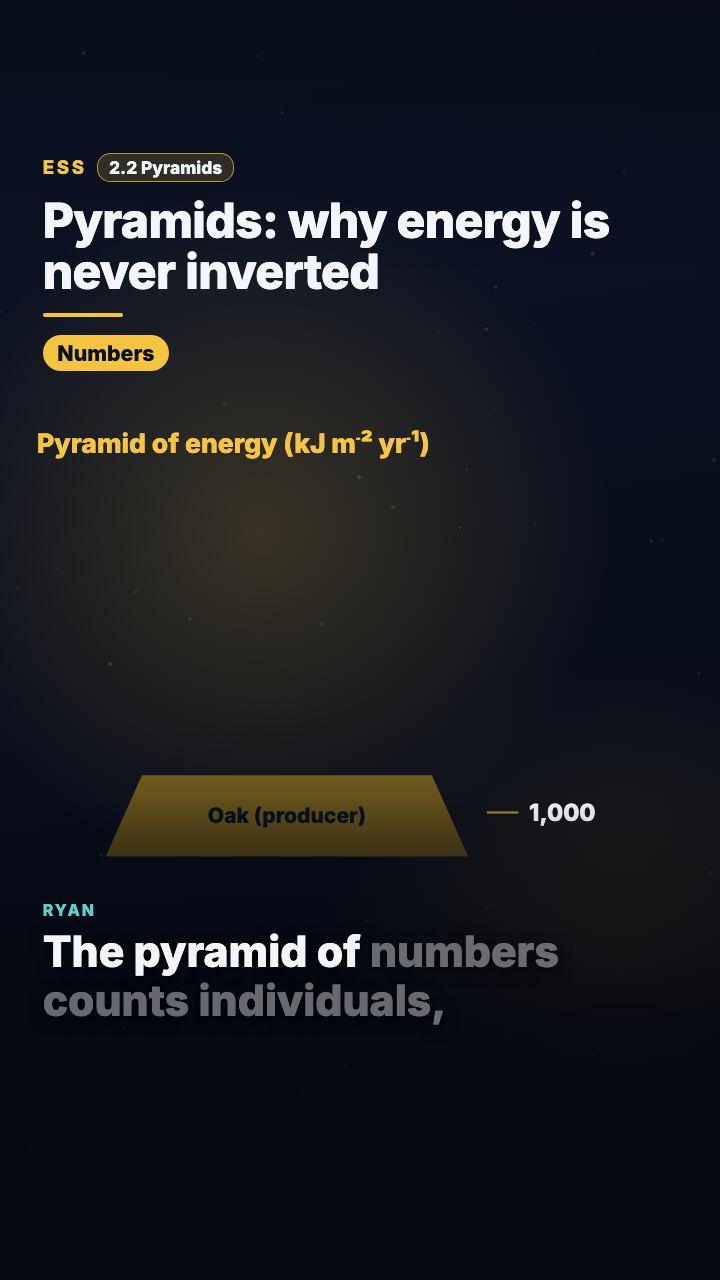 ESS 2.2 Pyramids
Pyramids: why energy is
never inverted
Numbers
Pyramid of energy (kJ m⁻² yr⁻¹)
Oak (producer)
1,000
RYAN
The pyramid of numbers
counts individuals,